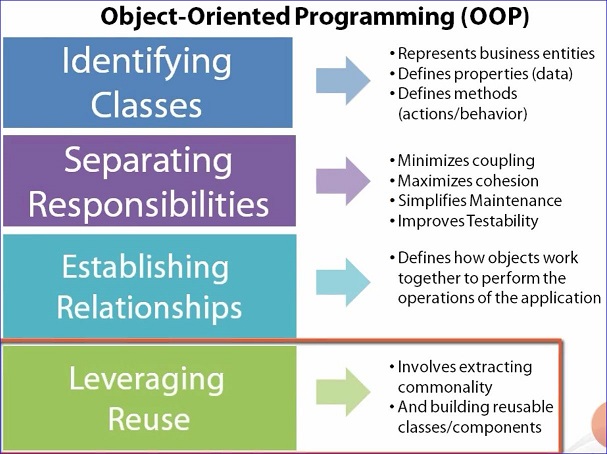 Object-Oriented Programming (OOP)
Identifying
Classes
• Represents business entities
• Defines properties (data)
• Defines methods
(actions/behavior)
Separating
Responsibilities
• Minimizes coupling
• Maximizes cohesion
• Simplifies Maintenance
• Improves Testability
Establishing
Relationships
• Defines how objects work
together to perform the
operations of the application
Leveraging
Reuse
• Involves extracting
commonality
• And building reusable
classes/components